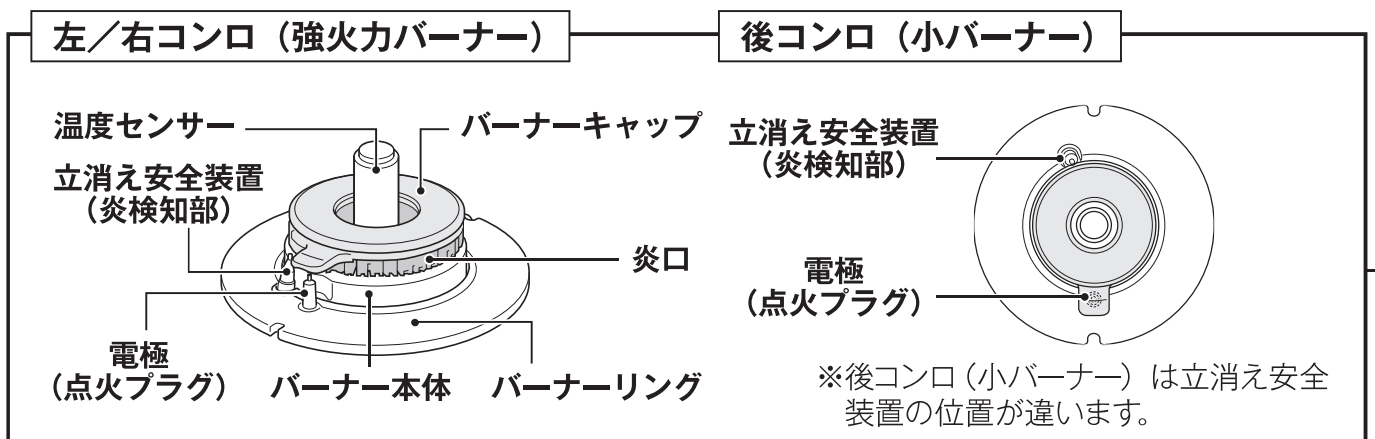 左／右コンロ（強火力バーナー）
温度センサー
バーナーキャップ
立消え安全装置
（炎検知部）
炎口
電極
（点火プラグ）
バーナー本体
バーナーリング
後コンロ（小バーナー）
立消え安全装置
（炎検知部）
電極
（点火プラグ）
※後コンロ（小バーナー）は立消え安全
装置の位置が違います。